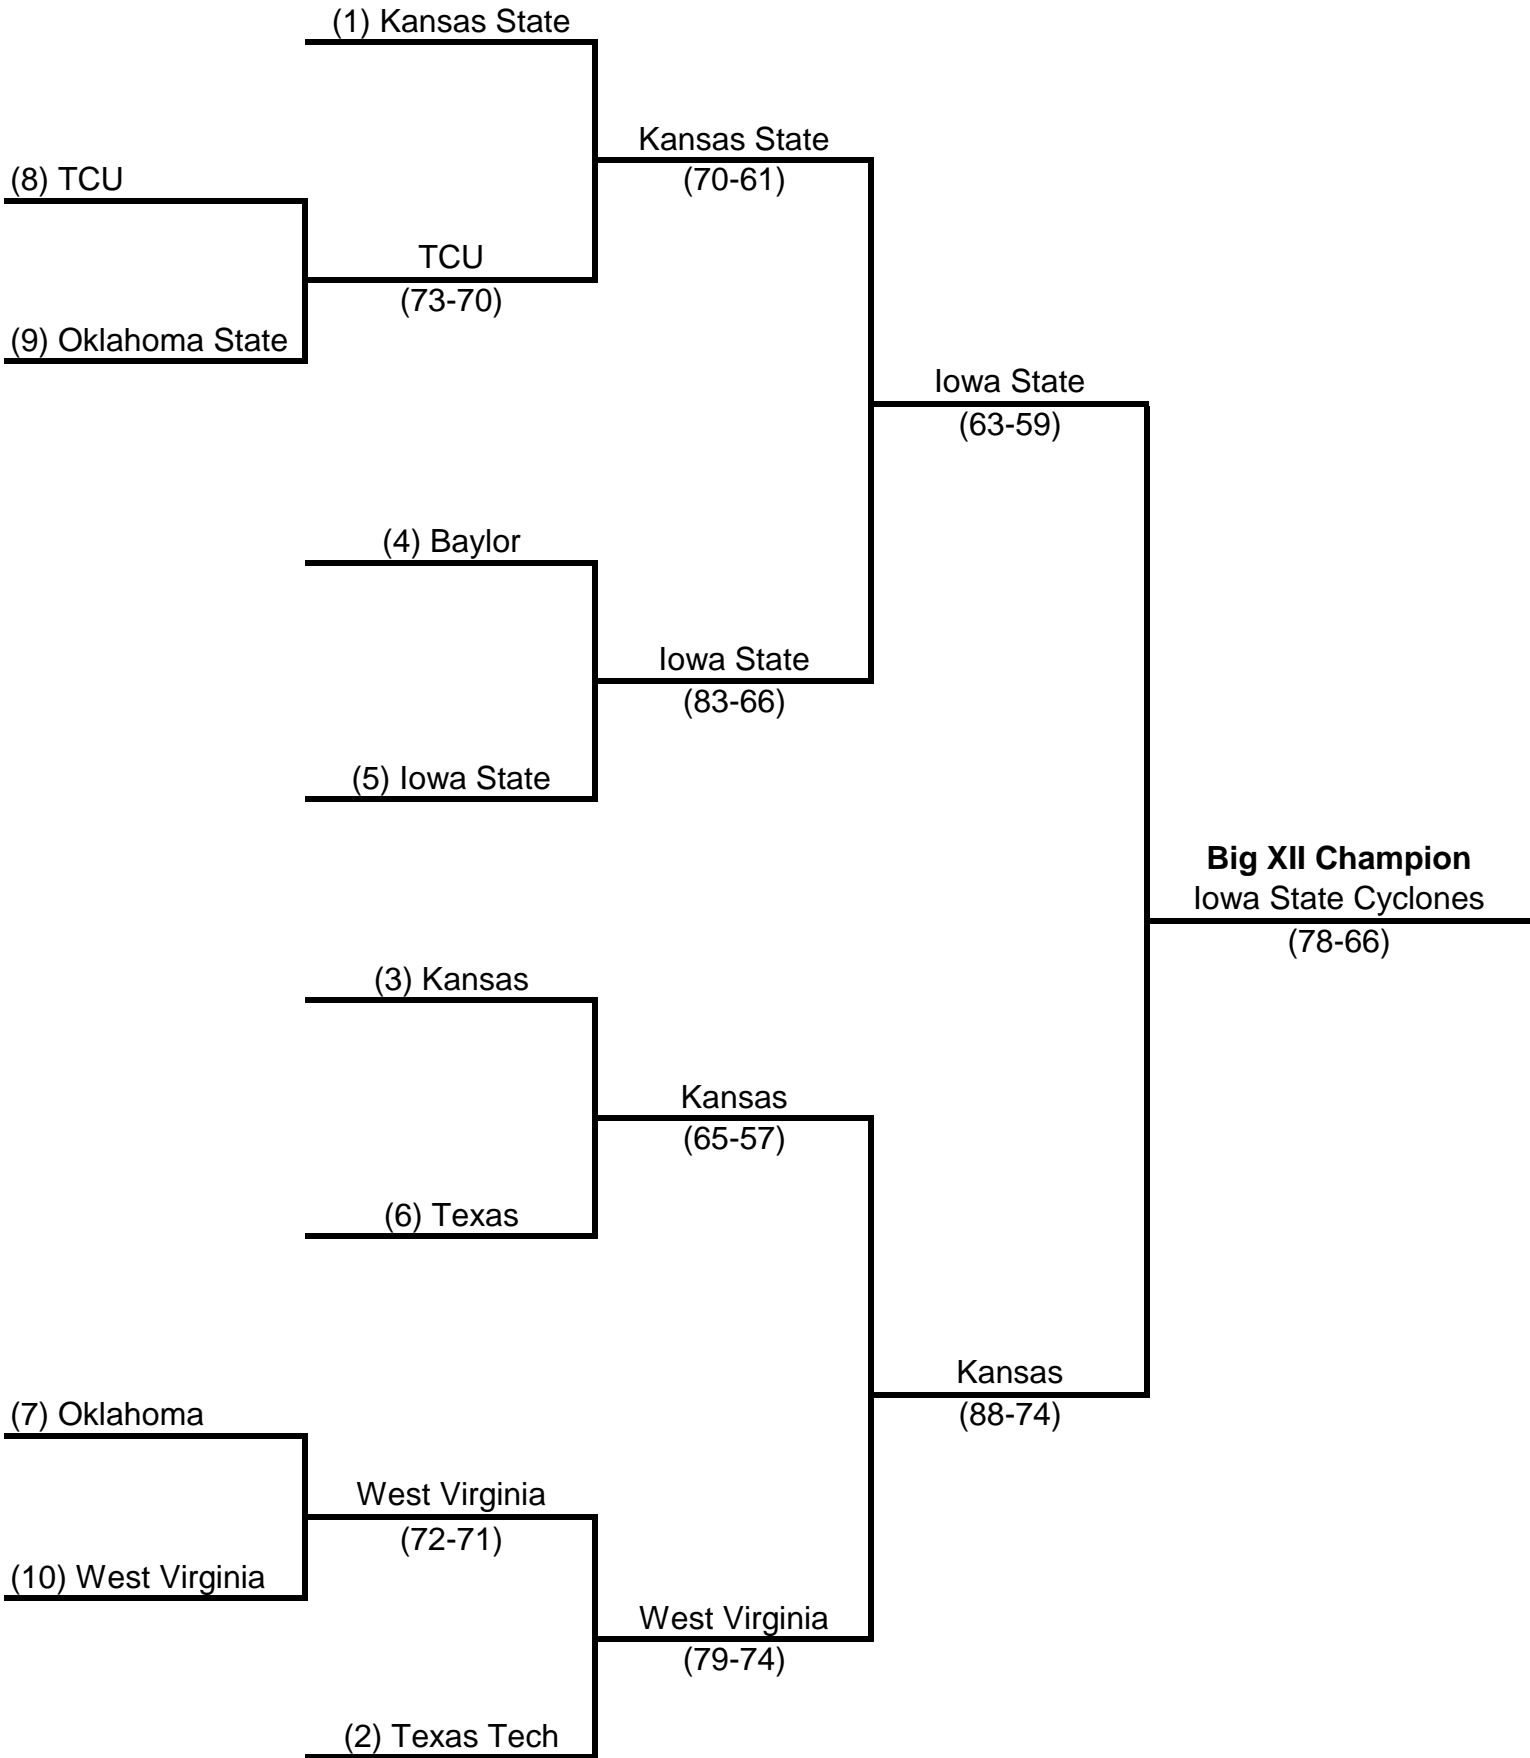 (1) Kansas State
Kansas State
(70-61)
(8) TCU
TCU
(73-70)
(9) Oklahoma State
Iowa State
(63-59)
(4) Baylor
Iowa State
(83-66)
(5) Iowa State
Big XII Champion
Iowa State Cyclones
(78-66)
(3) Kansas
Kansas
(65-57)
(6) Texas
Kansas
(88-74)
(7) Oklahoma
West Virginia
(72-71)
(10) West Virginia
West Virginia
(79-74)
(2) Texas Tech